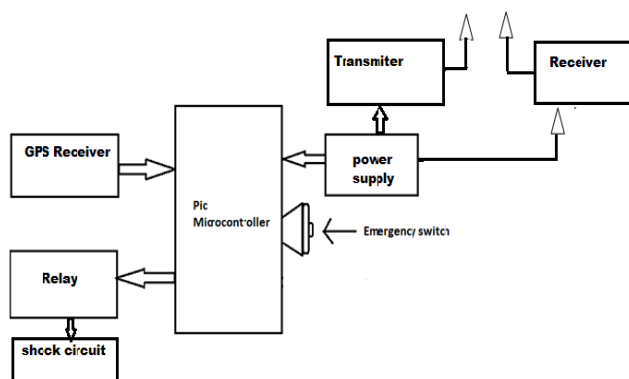 Transmiter
Receiver
GPS Receiver
power
supply
Pic
Microcontroller
Emergency switch
Relay
shock circuit